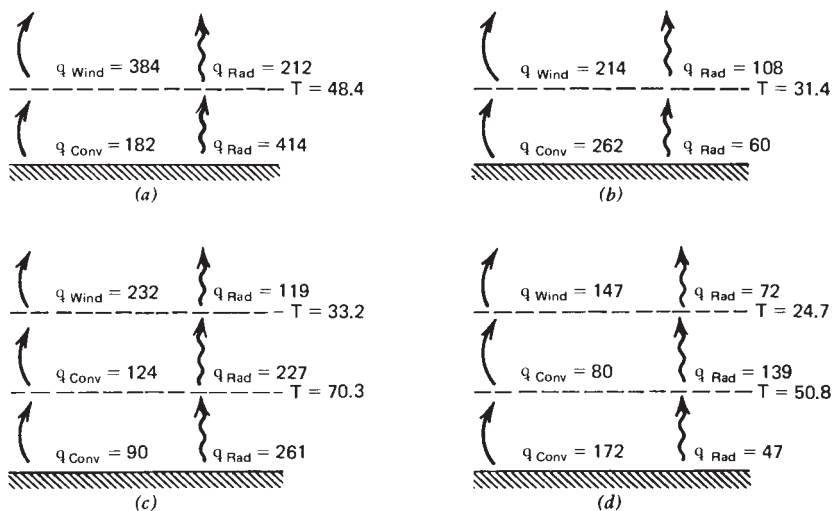 q Wind = 384
q Rad = 212
T = 48.4
q Conv = 182
q Rad = 414
(a)
q Wind = 214
q Rad = 108
T = 31.4
q Conv = 262
q Rad = 60
(b)
q Wind = 232
q Rad = 119
T = 33.2
q Conv = 124
q Rad = 227
T = 70.3
q Conv = 90
q Rad = 261
(c)
q Wind = 147
q Rad = 72
T = 24.7
q Conv = 80
q Rad = 139
T = 50.8
q Conv = 172
q Rad = 47
(d)